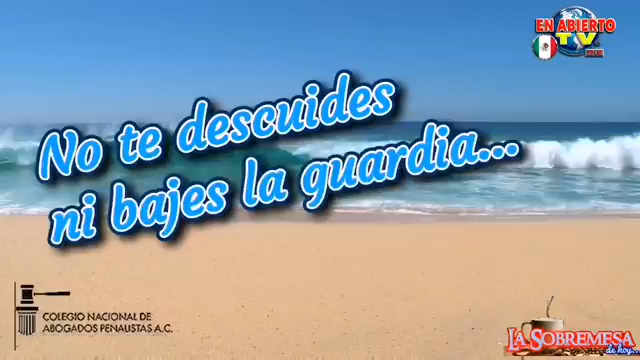 EN ABIERTO
TV
No te descuides
ni bajes la guardia...
COLEGIO NACIONAL DE
ABOGADOS PENALISTAS A.C.
LA SOBREMESA
de hoy...